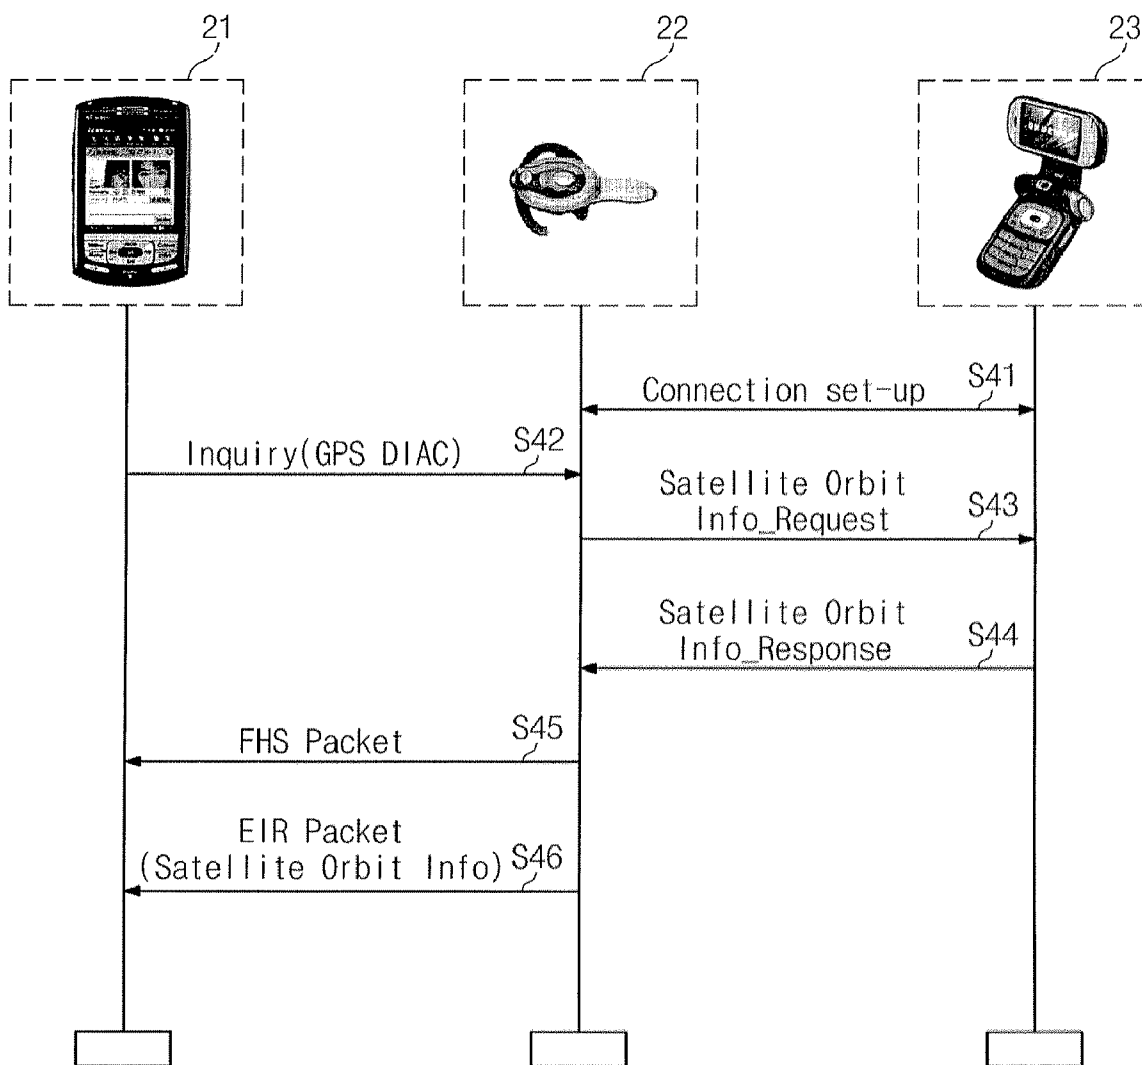 21
22
23
Connection set-up
S41
Inquiry(GPS DIAC)
S42
Satellite Orbit
Info_Request
S43
Satellite Orbit
Info_Response
S44
FHS Packet
S45
EIR Packet
(Satellite Orbit Info)
S46